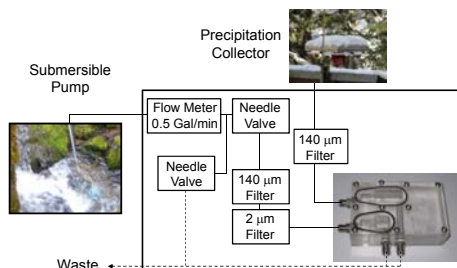 Precipitation
Collector
Submersible
Pump
Flow Meter
0.5 Gal/min
Needle
Valve
140 μm
Filter
Needle
Valve
140 μm
Filter
2 μm
Filter
Waste